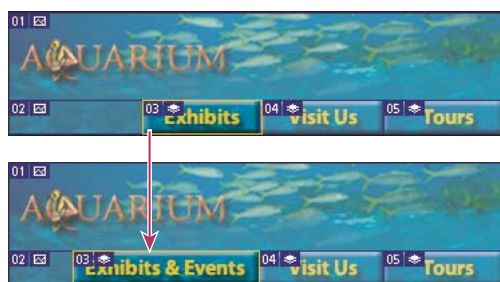 01
AQUARIUM
02 03 Exhibits 04 Visit Us 05 Tours
01
AQUARIUM
02 03 Exhibits & Events 04 Visit Us 05 Tours